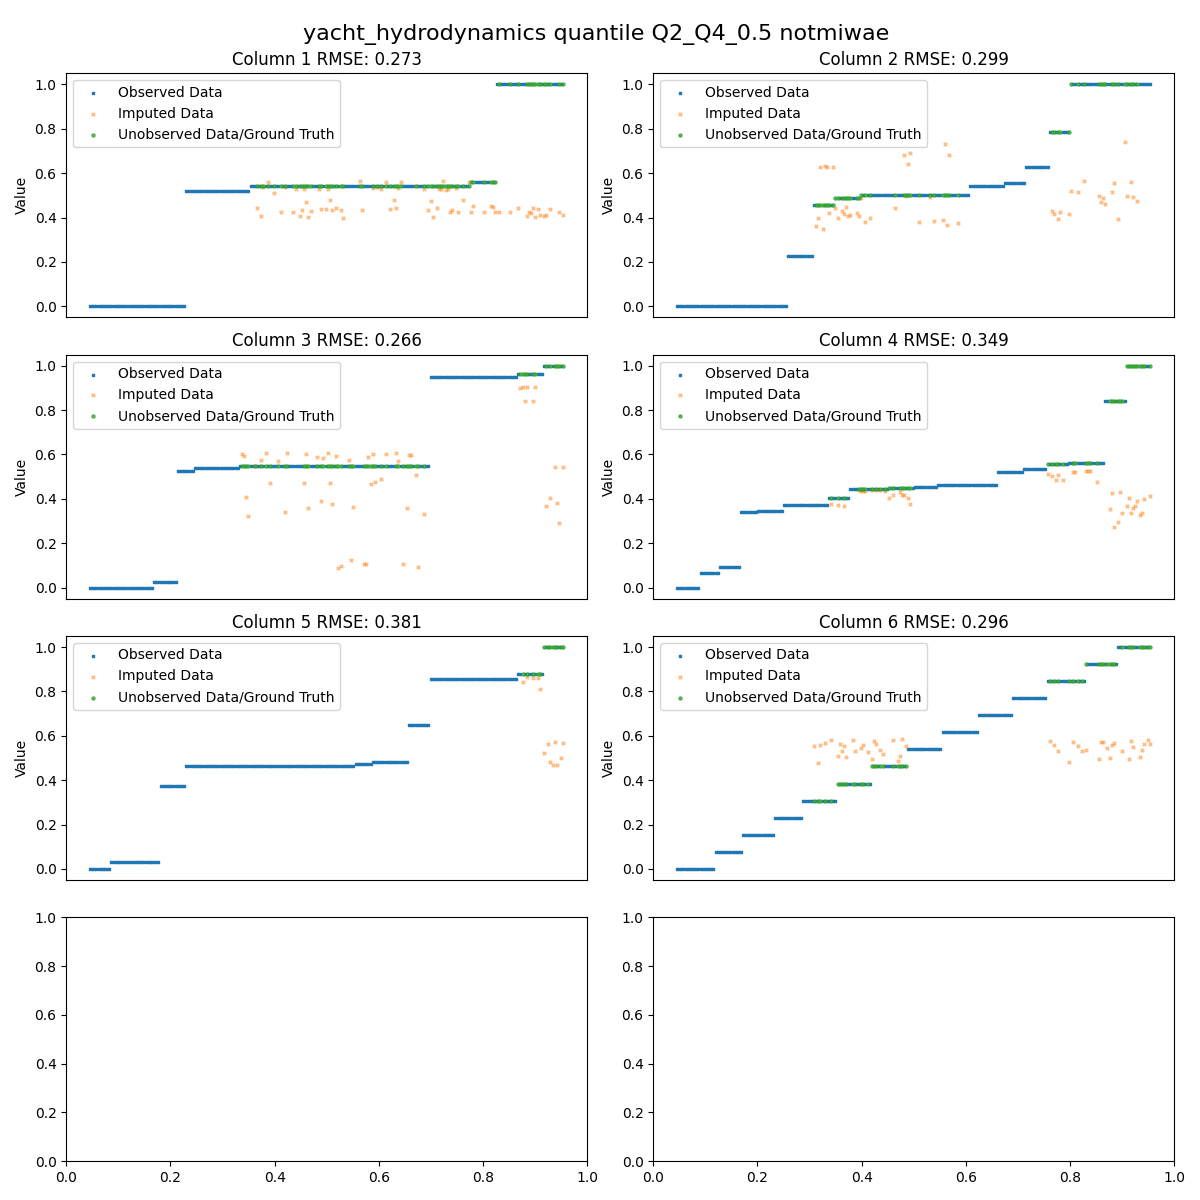 yacht_hydrodynamics quantile Q2_Q4_0.5 notmiwae
Column 1 RMSE: 0.273
Column 2 RMSE: 0.299
1.0
0.8
0.6
0.4
0.2
0.0
Value
Observed Data
Imputed Data
Unobserved Data/Ground Truth
1.0
0.8
0.6
0.4
0.2
0.0
Value
Observed Data
Imputed Data
Unobserved Data/Ground Truth
Column 3 RMSE: 0.266
Column 4 RMSE: 0.349
1.0
0.8
0.6
0.4
0.2
0.0
Value
Observed Data
Imputed Data
Unobserved Data/Ground Truth
1.0
0.8
0.6
0.4
0.2
0.0
Value
Observed Data
Imputed Data
Unobserved Data/Ground Truth
Column 5 RMSE: 0.381
Column 6 RMSE: 0.296
1.0
0.8
0.6
0.4
0.2
0.0
Value
Observed Data
Imputed Data
Unobserved Data/Ground Truth
1.0
0.8
0.6
0.4
0.2
0.0
Value
Observed Data
Imputed Data
Unobserved Data/Ground Truth
1.0
0.8
0.6
0.4
0.2
0.0
0.0 0.2 0.4 0.6 0.8 1.0
1.0
0.8
0.6
0.4
0.2
0.0
0.0 0.2 0.4 0.6 0.8 1.0